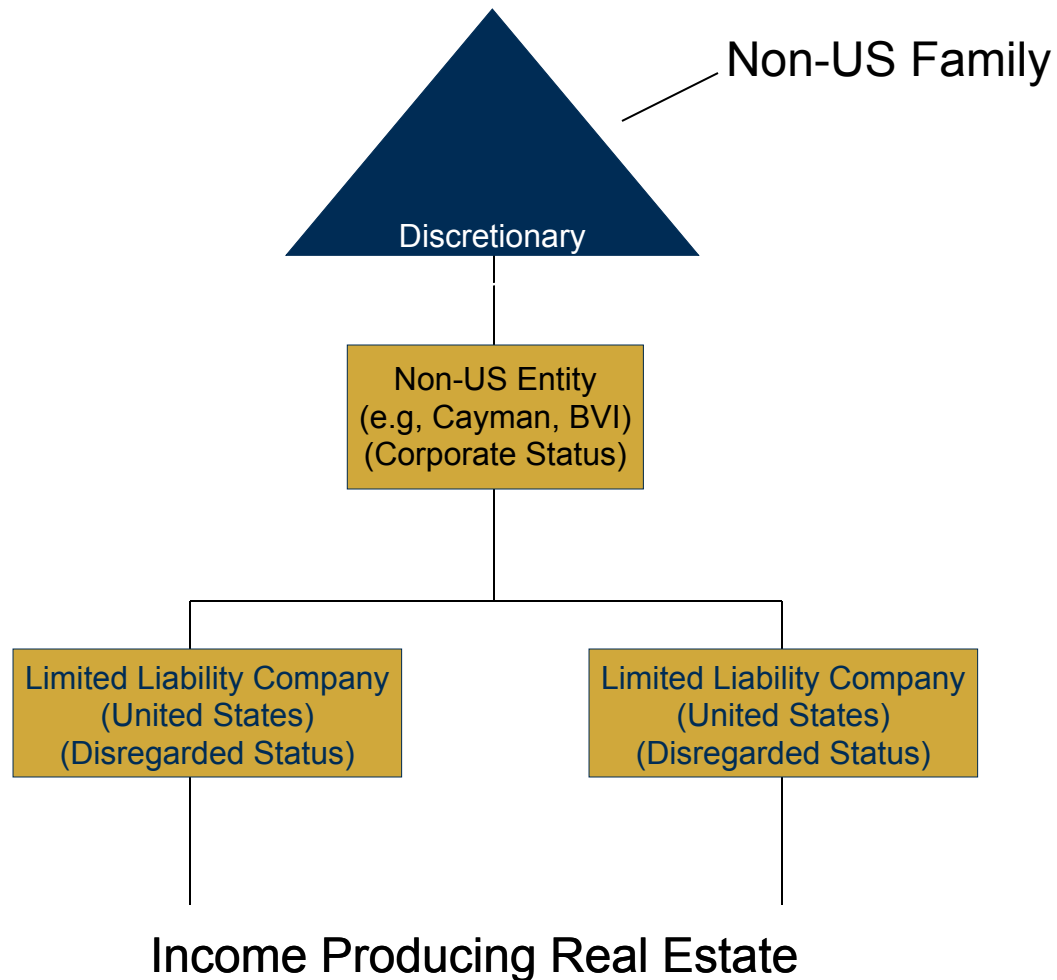 Non-US Family
Discretionary
Non-US Entity
(e.g, Cayman, BVI)
(Corporate Status)
Limited Liability Company
(United States)
(Disregarded Status)
Limited Liability Company
(United States)
(Disregarded Status)
Income Producing Real Estate